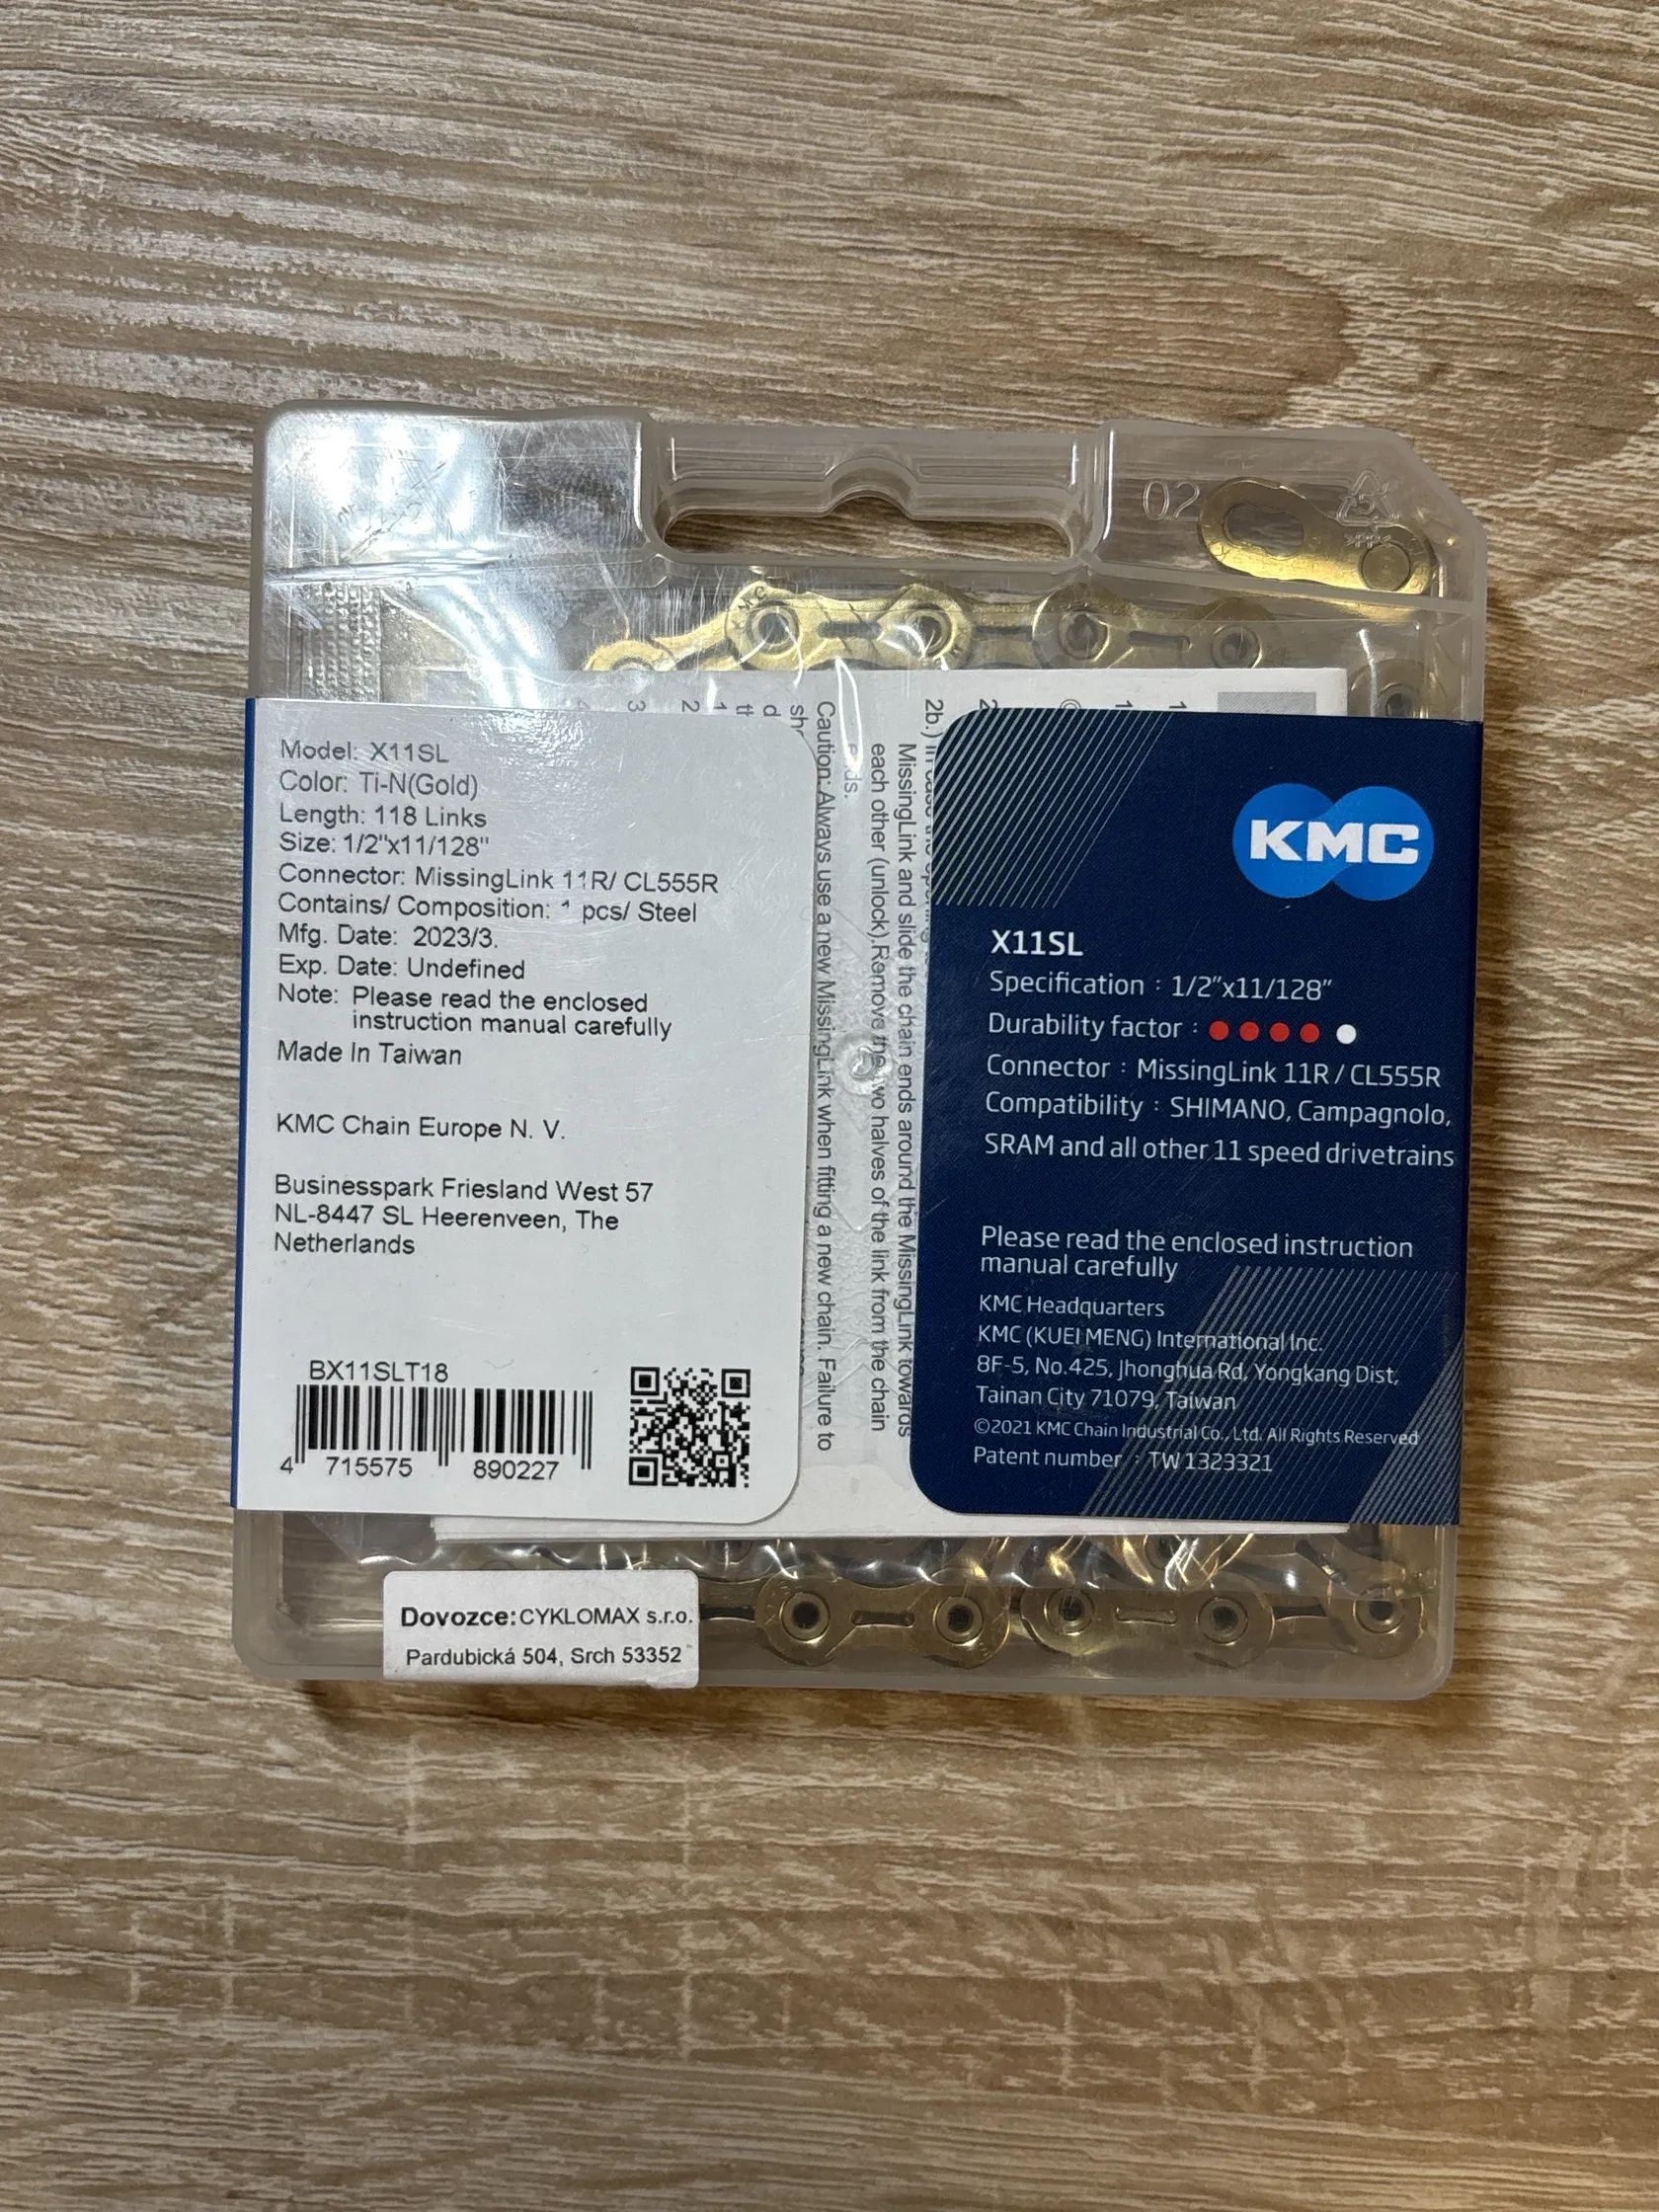 02
5
>PP<
KMC
Model: X11SL
Color: Ti-N(Gold)
Length: 118 Links
Size: 1/2"x11/128"
Connector: MissingLink 11R/ CL555R
Contains/ Composition: 1 pcs/ Steel
Mfg. Date: 2023/3.
Exp. Date: Undefined
Note: Please read the enclosed
instruction manual carefully
Made In Taiwan
KMC Chain Europe N. V.
Businesspark Friesland West 57
NL-8447 SL Heerenveen, The
Netherlands
BX11SLT18
4 715575 890227
2b.)
MissingLink and slide the chain ends around the MissingLink towards
each other (unlock).Remove the two halves of the link from the chain
Caution: Always use a new MissingLink when fitting a new chain. Failure to
KMC
X11SL
Specification : 1/2"x11/128"
Durability factor :
Connector : MissingLink 11R / CL555R
Compatibility : SHIMANO, Campagnolo,
SRAM and all other 11 speed drivetrains
Please read the enclosed instruction
manual carefully
KMC Headquarters
KMC (KUEI MENG) International Inc.
8F-5, No.425, Jhonghua Rd, Yongkang Dist,
Tainan City 71079, Taiwan
©2021 KMC Chain Industrial Co., Ltd. All Rights Reserved
Patent number : TW 1323321
Dovozce: CYKLOMAX s.r.o.
Pardubická 504, Srch 53352